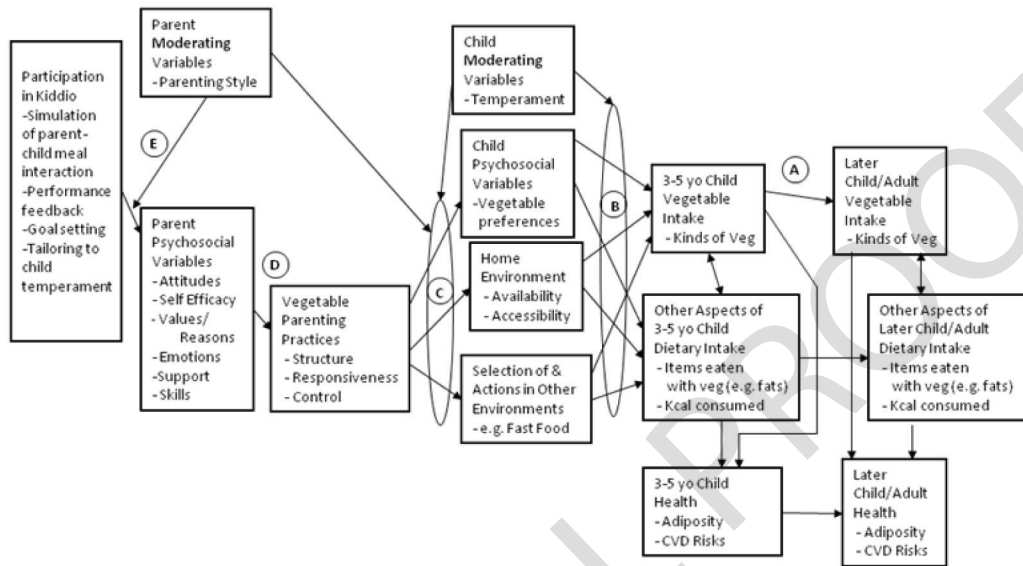 Participation
in Kiddio
-Simulation
of parent-
child meal
interaction
-Performance
feedback
-Goal setting
-Tailoring to
child
temperament
Parent
Moderating
Variables
-Parenting Style
E
Parent
Psychosocial
Variables
-Attitudes
-Self Efficacy
-Values/
Reasons
-Emotions
-Support
-Skills
D
Vegetable
Parenting
Practices
-Structure
-Responsiveness
-Control
C
Child
Moderating
Variables
-Temperament
Child
Psychosocial
Variables
-Vegetable
preferences
Home
Environment
-Availability
-Accessibility
Selection of &
Actions in Other
Environments
-e.g. Fast Food
B
3-5 yo Child
Vegetable
Intake
-Kinds of Veg
A
Later
Child/Adult
Vegetable
Intake
-Kinds of Veg
Other Aspects of
3-5 yo Child
Dietary Intake
-Items eaten
with veg (e.g. fats)
-Kcal consumed
Other Aspects of
Later Child/Adult
Dietary Intake
-Items eaten
with veg (e.g. fats)
-Kcal consumed
3-5 yo Child
Health
-Adiposity
-CVD Risks
Later
Child/Adult
Health
-Adiposity
-CVD Risks
PROOF